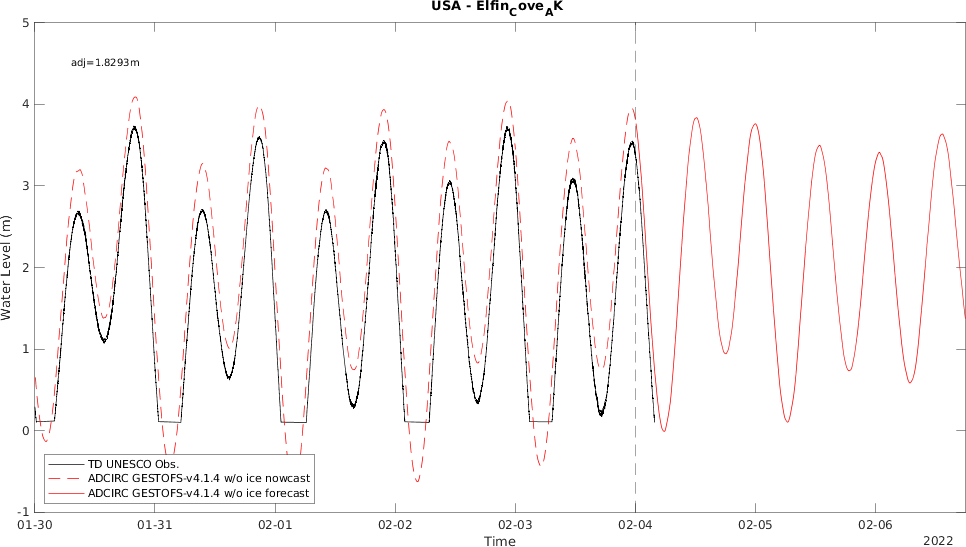 USA - ElfinCoveAK
5
adj=1.8293m
4
3
2
1
0
-1
Water Level (m)
TD UNESCO Obs.
ADCIRC GESTOFS-v4.1.4 w/o ice nowcast
ADCIRC GESTOFS-v4.1.4 w/o ice forecast
01-30 01-31 02-01 02-02 02-03 02-04 02-05 02-06
Time
2022